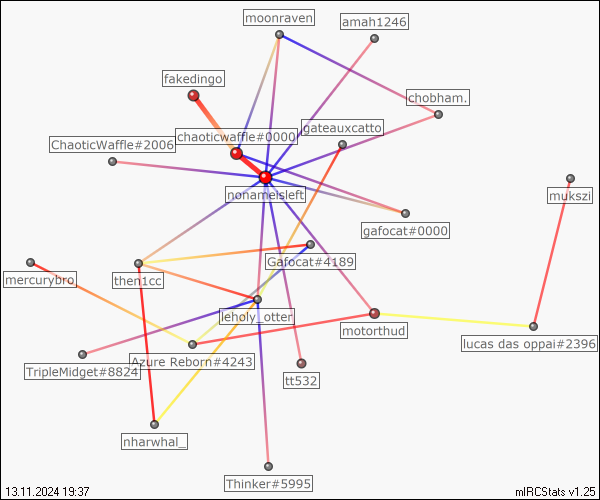 moonraven
amah1246
fakedingo
chobham.
gateauxcatto
chaoticwaffle#0000
ChaoticWaffle#2006
nonameisleft
mukszi
gafocat#0000
Gafocat#4189
mercurybro
then1cc
leholy_otter
motorthud
lucas das oppai#2396
Azure Reborn#4243
TripleMidget#8824
tt532
nharwhal_
Thinker#5995
13.11.2024 19:37
mIRCStats v1.25